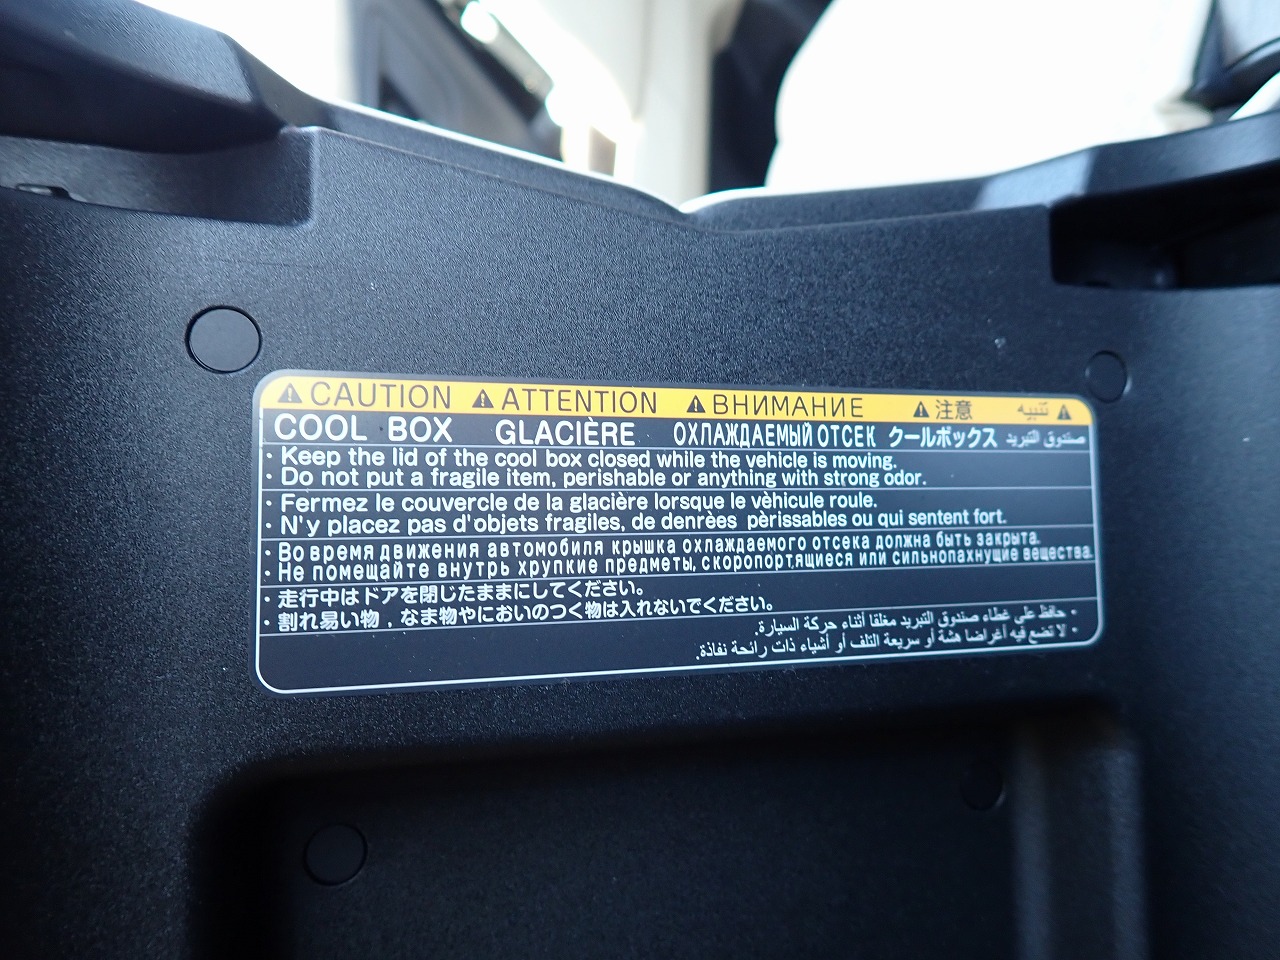 ⚠CAUTION ⚠ATTENTION ⚠ВНИМАНИЕ ⚠注意 تنبيه⚠
COOL BOX GLACIÈRE ОХЛАЖДАЕМЫЙ ОТСЕК クールボックス صندوق التبريد
・Keep the lid of the cool box closed while the vehicle is moving.
・Do not put a fragile item, perishable or anything with strong odor.
・Fermez le couvercle de la glacière lorsque le vèhicule roule.
・N'y placez pas d'objets fragiles, de denrèes pèrissables ou qui sentent fort.
・Во время движения автомобиля крышка охлаждаемого отсека должна быть закрыта.
・Не помещайте внутрь хрупкие предметы, скоропортящиеся или сильнопахнущие вещества.
・走行中はドアを閉じたままにしてください。
・割れ易い物，なま物やにおいのつく物は入れないでください。
・حافظ على غطاء صندوق التبريد مغلقا أثناء حركة السيارة.
・لا تضع فيه أغراضا هشة أو سريعة التلف أو أشياء ذات رائحة نفاذة.